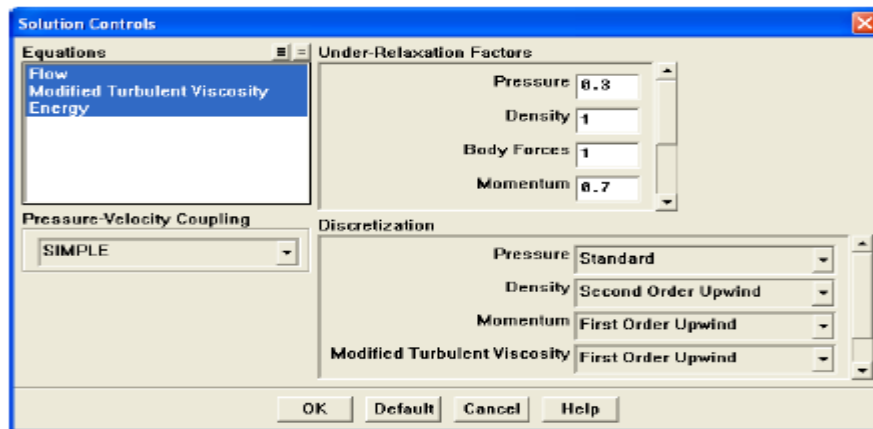 Solution Controls
Equations
Flow
Modified Turbulent Viscosity
Energy
Under-Relaxation Factors
Pressure 0.3
Density 1
Body Forces 1
Momentum 0.7
Pressure-Velocity Coupling
SIMPLE
Discretization
Pressure Standard
Density Second Order Upwind
Momentum First Order Upwind
Modified Turbulent Viscosity First Order Upwind
OK Default Cancel Help